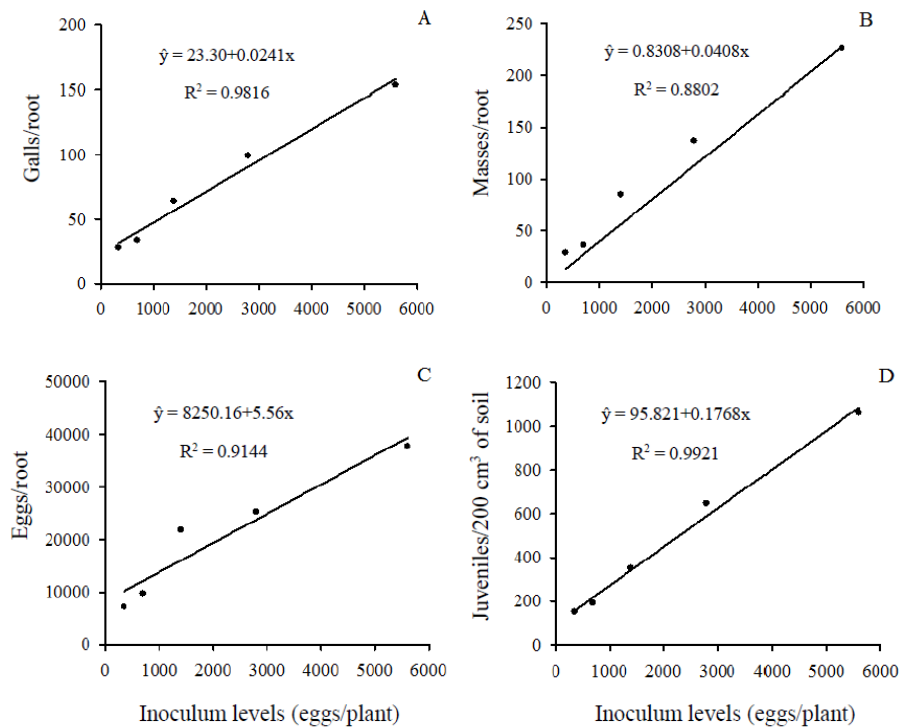 A
200
150
100
50
0
Galls/root
ŷ = 23.30+0.0241x
R² = 0.9816
0 1000 2000 3000 4000 5000 6000
B
250
200
150
100
50
0
Masses/root
ŷ = 0.8308+0.0408x
R² = 0.8802
0 1000 2000 3000 4000 5000 6000
C
50000
40000
30000
20000
10000
0
Eggs/root
ŷ = 8250.16+5.56x
R² = 0.9144
0 1000 2000 3000 4000 5000 6000
Inoculum levels (eggs/plant)
D
1200
1000
800
600
400
200
0
Juveniles/200 cm³ of soil
ŷ = 95.821+0.1768x
R² = 0.9921
0 1000 2000 3000 4000 5000 6000
Inoculum levels (eggs/plant)